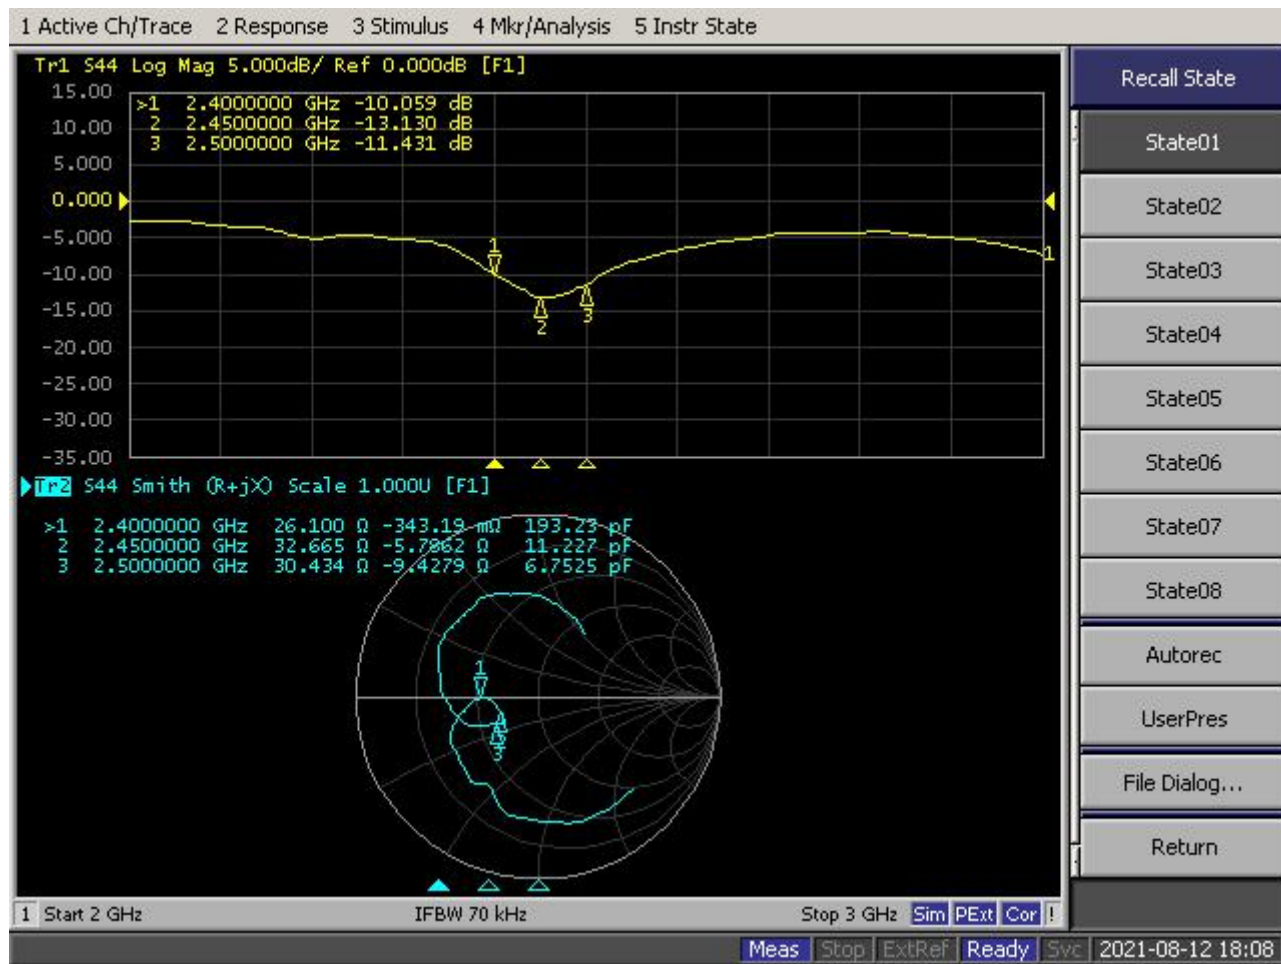 1 Active Ch/Trace 2 Response 3 Stimulus 4 Mkr/Analysis 5 Instr State
Tr1 S44 Log Mag 5.000dB/ Ref 0.000dB [F1]
15.00
10.00
5.000
0.000
-5.000
-10.00
-15.00
-20.00
-25.00
-30.00
-35.00
>1 2.4000000 GHz -10.059 dB
2 2.4500000 GHz -13.130 dB
3 2.5000000 GHz -11.431 dB
1
2
3
1
Tr2 S44 Smith (R+jX) Scale 1.000U [F1]
>1 2.4000000 GHz 26.100 Ω -343.19 mΩ 193.23 pF
2 2.4500000 GHz 32.665 Ω -5.7862 Ω 11.227 pF
3 2.5000000 GHz 30.434 Ω -9.4279 Ω 6.7525 pF
1
3
1 Start 2 GHz IFBW 70 kHz Stop 3 GHz Sim PExt Cor !
Meas Stop ExtRef Ready Svc 2021-08-12 18:08
Recall State
State01
State02
State03
State04
State05
State06
State07
State08
Autorec
UserPres
File Dialog...
Return